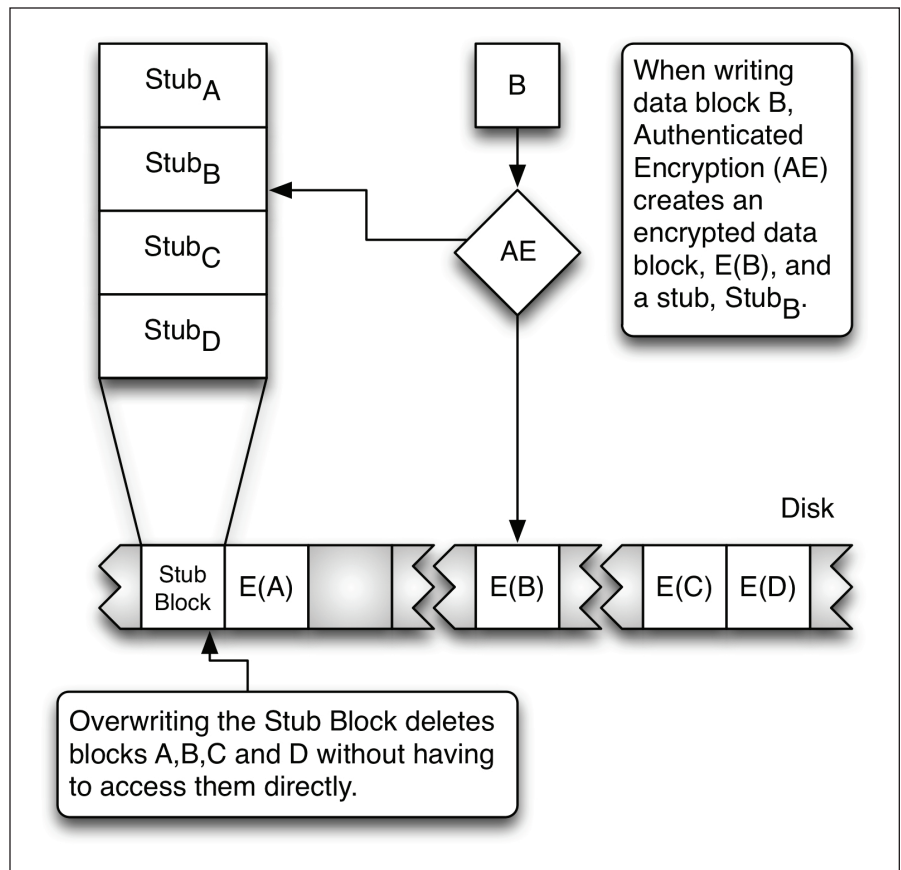 Stub_A
Stub_B
Stub_C
Stub_D
B
AE
When writing
data block B,
Authenticated
Encryption (AE)
creates an
encrypted data
block, E(B), and
a stub, Stub_B.
Disk
Stub
Block
E(A)
E(B)
E(C)
E(D)
Overwriting the Stub Block deletes
blocks A,B,C and D without having
to access them directly.